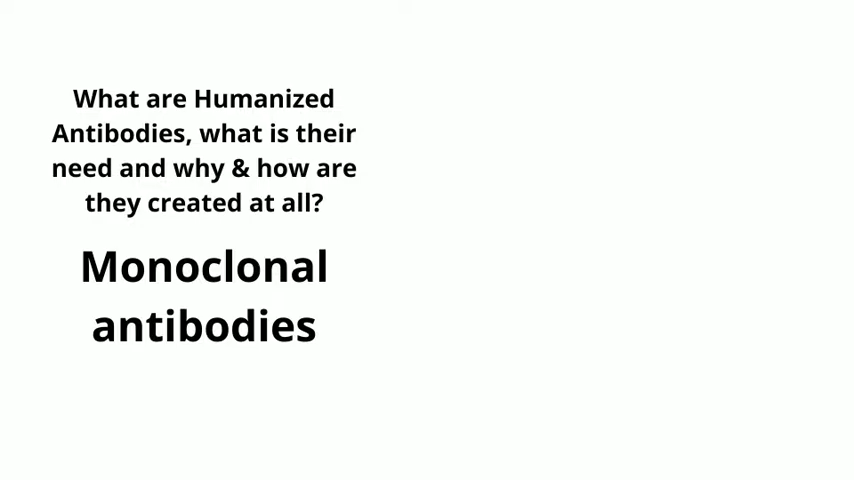 What are Humanized
Antibodies, what is their
need and why & how are
they created at all?
Monoclonal
antibodies